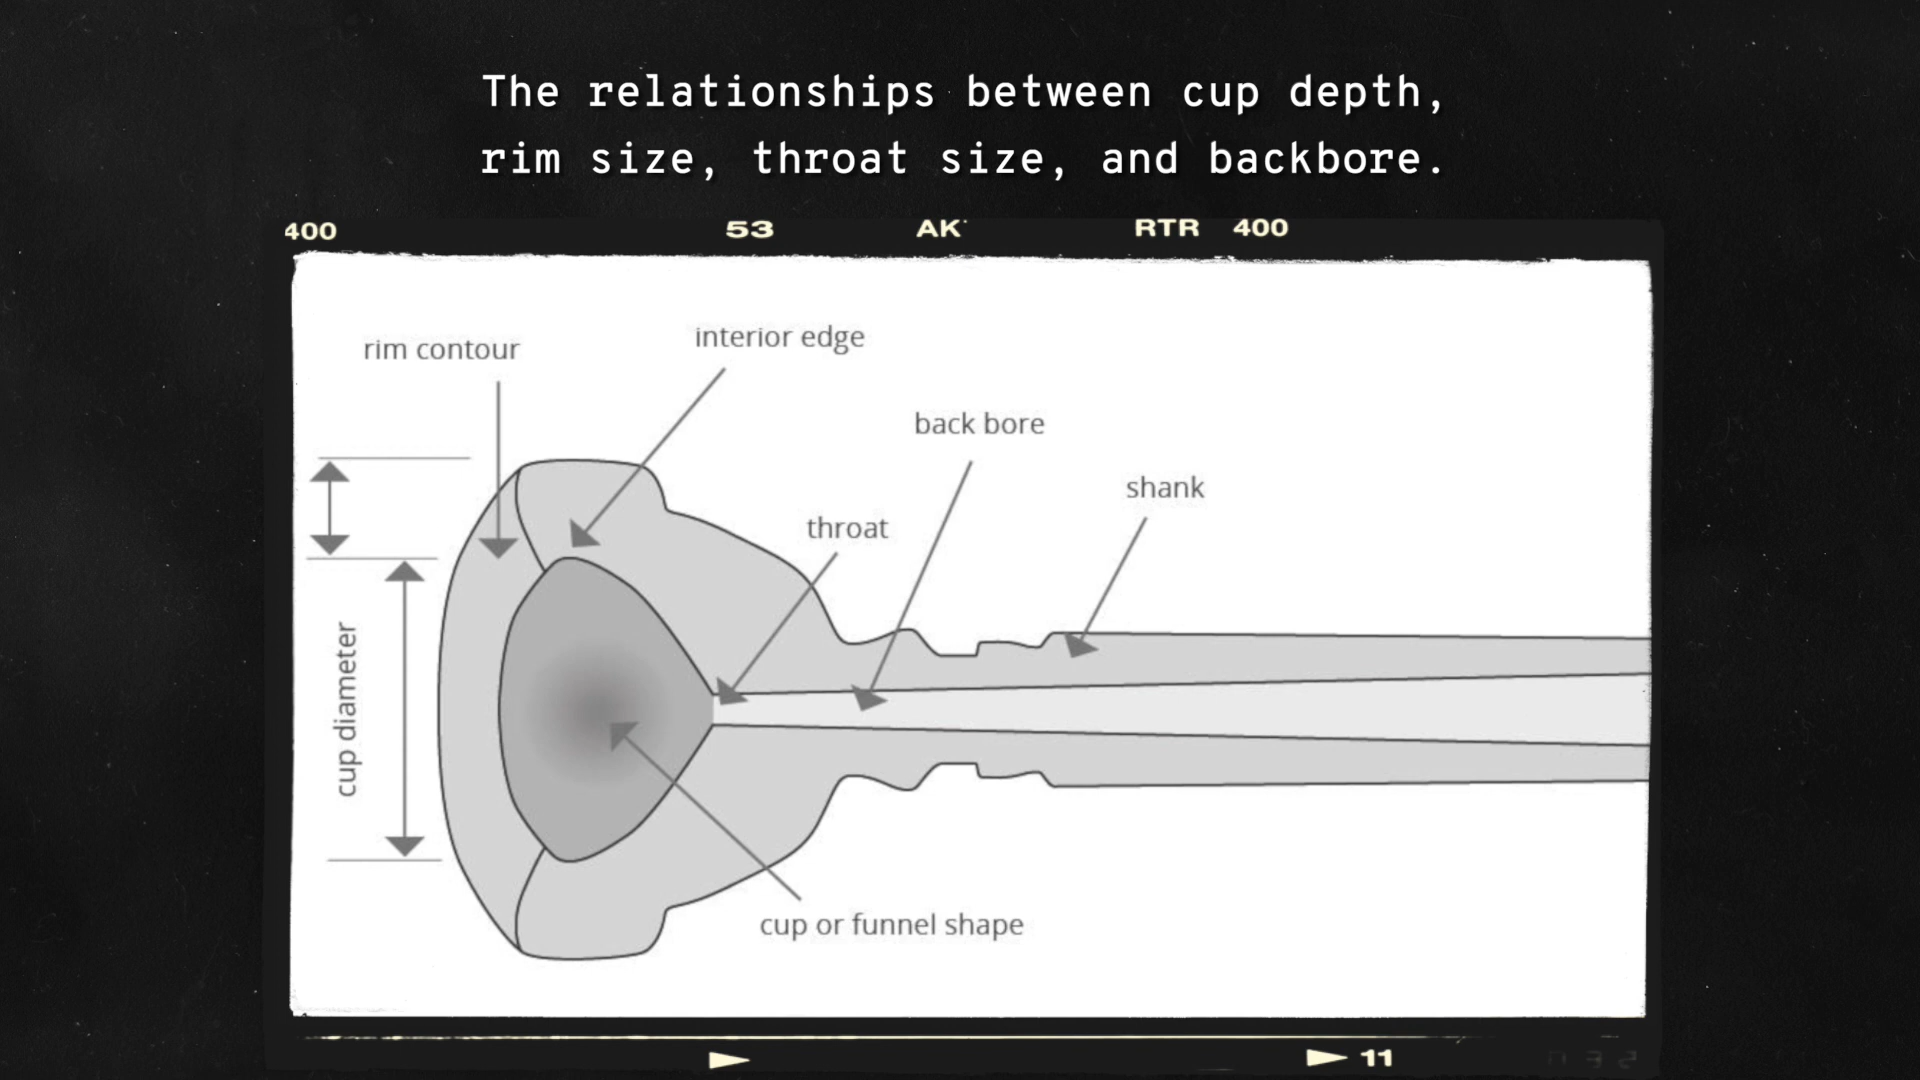 The relationships between cup depth,
rim size, throat size, and backbore.
400 53 AK RTR 400
rim contour
interior edge
back bore
shank
throat
cup diameter
cup or funnel shape
11